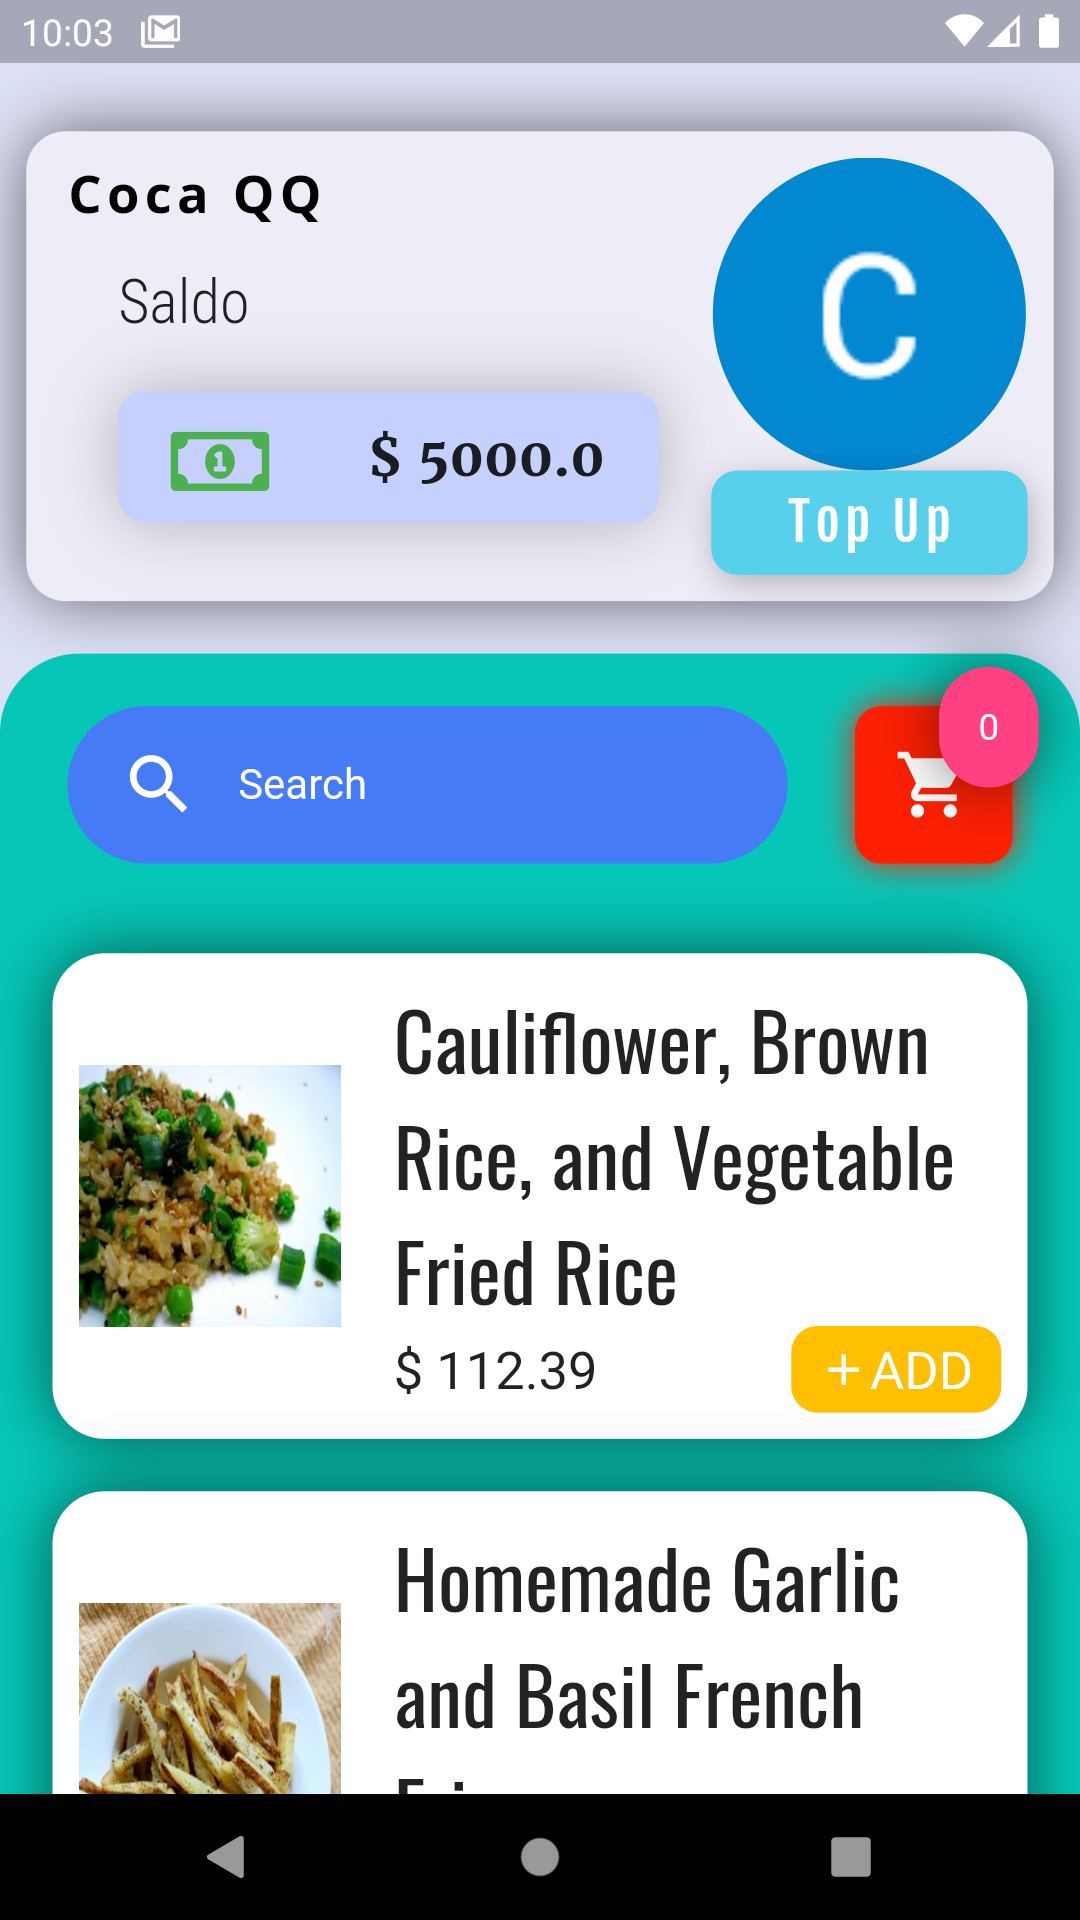 10:03
Coca QQ
C
Saldo
1
$ 5000.0
Top Up
0
Search
Cauliflower, Brown
Rice, and Vegetable
Fried Rice
$ 112.39
+ ADD
Homemade Garlic
and Basil French